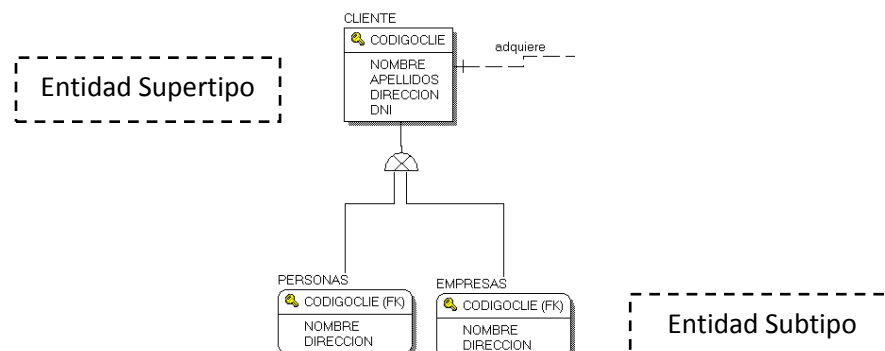 CLIENTE
CODIGOCLIE
NOMBRE
APELLIDOS
DIRECCION
DNI
adquiere
Entidad Supertipo
PERSONAS
CODIGOCLIE (FK)
NOMBRE
DIRECCION
EMPRESAS
CODIGOCLIE (FK)
NOMBRE
DIRECCION
Entidad Subtipo